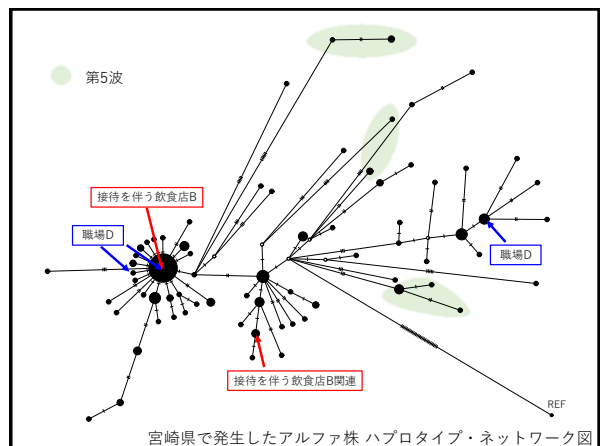 第5波
接待を伴う飲食店B
職場D
職場D
接待を伴う飲食店B関連
REF
宮崎県で発生したアルファ株 ハプロタイプ・ネットワーク図